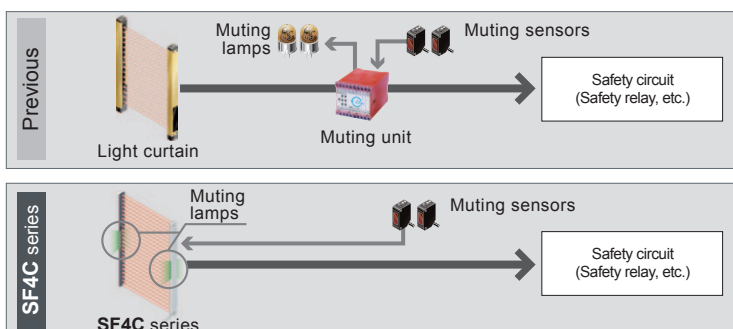 Previous
Muting
lamps
Muting sensors
Light curtain
Muting unit
Safety circuit
(Safety relay, etc.)
SF4C series
Muting
lamps
Muting sensors
SF4C series
Safety circuit
(Safety relay, etc.)